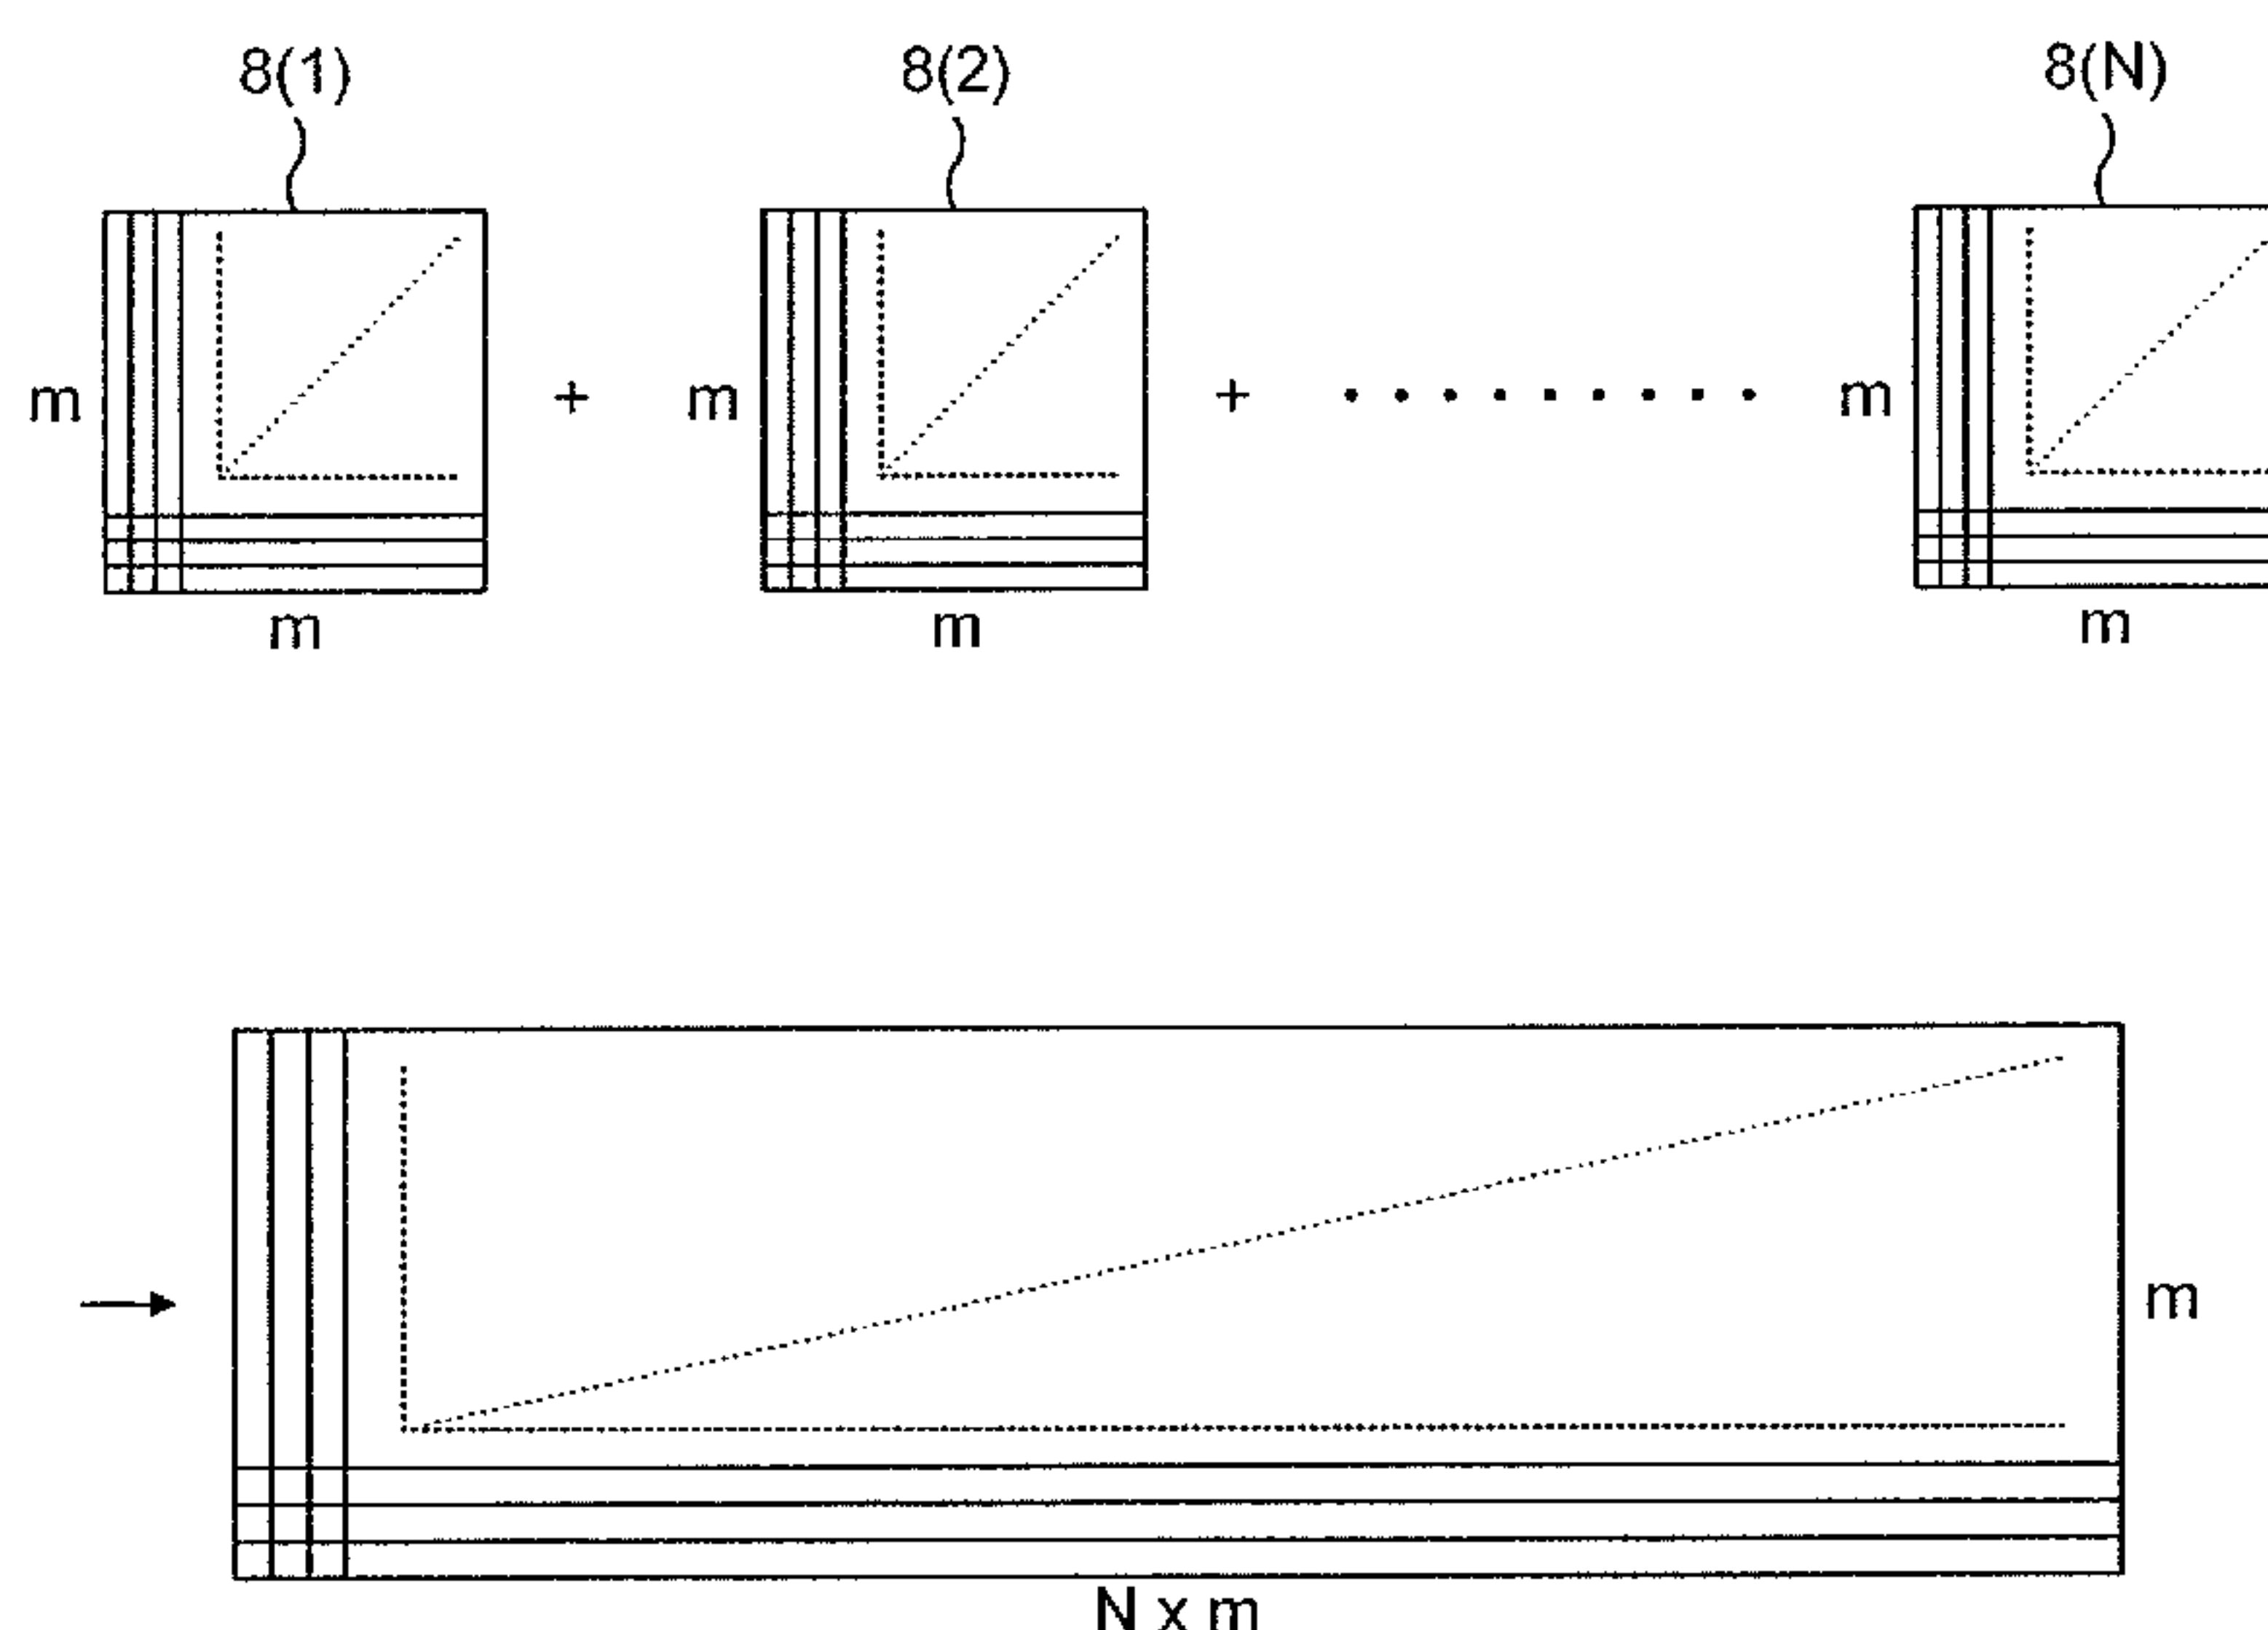 8(1) 8(2) 8(N)
m + m + ......... m
m m m
→ m
N x m